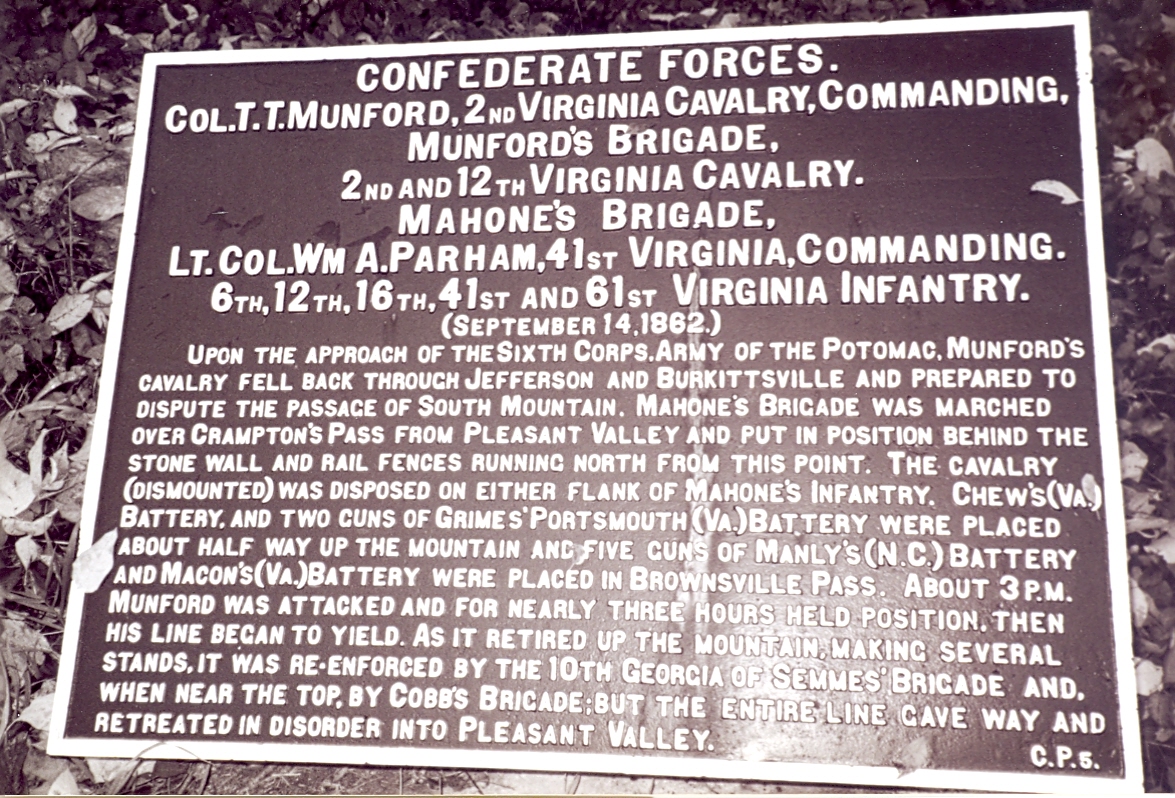 CONFEDERATE FORCES.
COL. T. T. MUNFORD, 2ND VIRGINIA CAVALRY, COMMANDING,
MUNFORD'S BRIGADE,
2ND AND 12TH VIRGINIA CAVALRY.
MAHONE'S BRIGADE,
LT. COL. WM A. PARHAM, 41ST VIRGINIA, COMMANDING.
6TH, 12TH, 16TH, 41ST AND 61ST VIRGINIA INFANTRY.
(SEPTEMBER 14, 1862.)
UPON THE APPROACH OF THE SIXTH CORPS. ARMY OF THE POTOMAC, MUNFORD'S
CAVALRY FELL BACK THROUGH JEFFERSON AND BURKITTSVILLE AND PREPARED TO
DISPUTE THE PASSAGE OF SOUTH MOUNTAIN. MAHONE'S BRIGADE WAS MARCHED
OVER CRAMPTON'S PASS FROM PLEASANT VALLEY AND PUT IN POSITION BEHIND THE
STONE WALL AND RAIL FENCES RUNNING NORTH FROM THIS POINT. THE CAVALRY
(DISMOUNTED) WAS DISPOSED ON EITHER FLANK OF MAHONE'S INFANTRY. CHEW'S (VA.)
BATTERY, AND TWO GUNS OF GRIMES' PORTSMOUTH (VA.) BATTERY WERE PLACED
ABOUT HALF WAY UP THE MOUNTAIN AND FIVE GUNS OF MANLY'S (N.C.) BATTERY
AND MACON'S (VA.) BATTERY WERE PLACED IN BROWNSVILLE PASS. ABOUT 3 P.M.
MUNFORD WAS ATTACKED AND FOR NEARLY THREE HOURS HELD POSITION, THEN
HIS LINE BEGAN TO YIELD. AS IT RETIRED UP THE MOUNTAIN, MAKING SEVERAL
STANDS, IT WAS RE-ENFORCED BY THE 10TH GEORGIA OF SEMMES' BRIGADE AND,
WHEN NEAR THE TOP, BY COBB'S BRIGADE; BUT THE ENTIRE LINE GAVE WAY AND
RETREATED IN DISORDER INTO PLEASANT VALLEY.
C.P. 5.